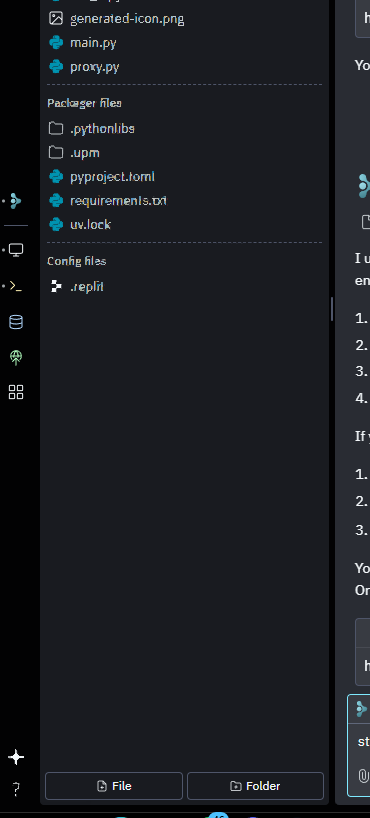 generated-icon.png
main.py
proxy.py
Packager files
.pythonlibs
.upm
pyproject.toml
requirements.txt
uv.lock
Config files
.replit
File
Folder
h
Yo
I u
en
1.
2.
3.
4.
If
1.
2.
3.
Yo
Or
h
st
?